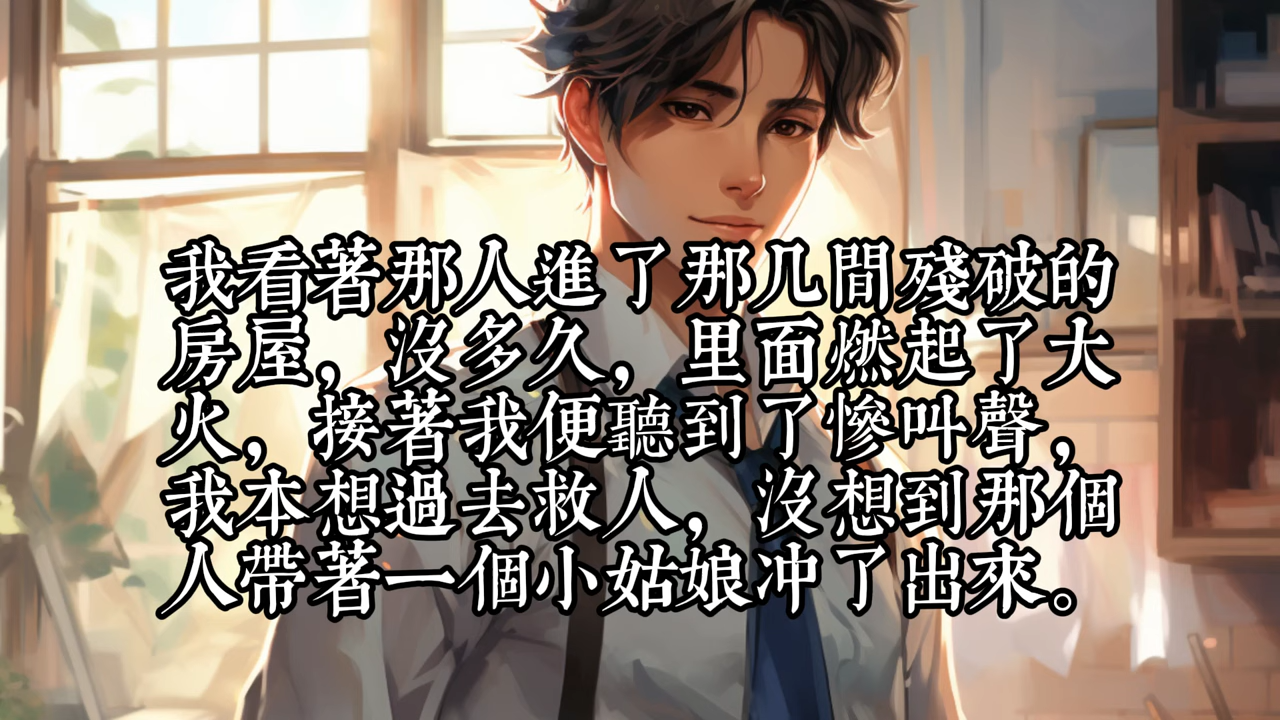 我看著那人進了那几間殘破的
房屋，沒多久，里面燃起了大
火，接著我便聽到了慘叫聲，
我本想過去救人，沒想到那個
人帶著一個小姑娘冲了出來。